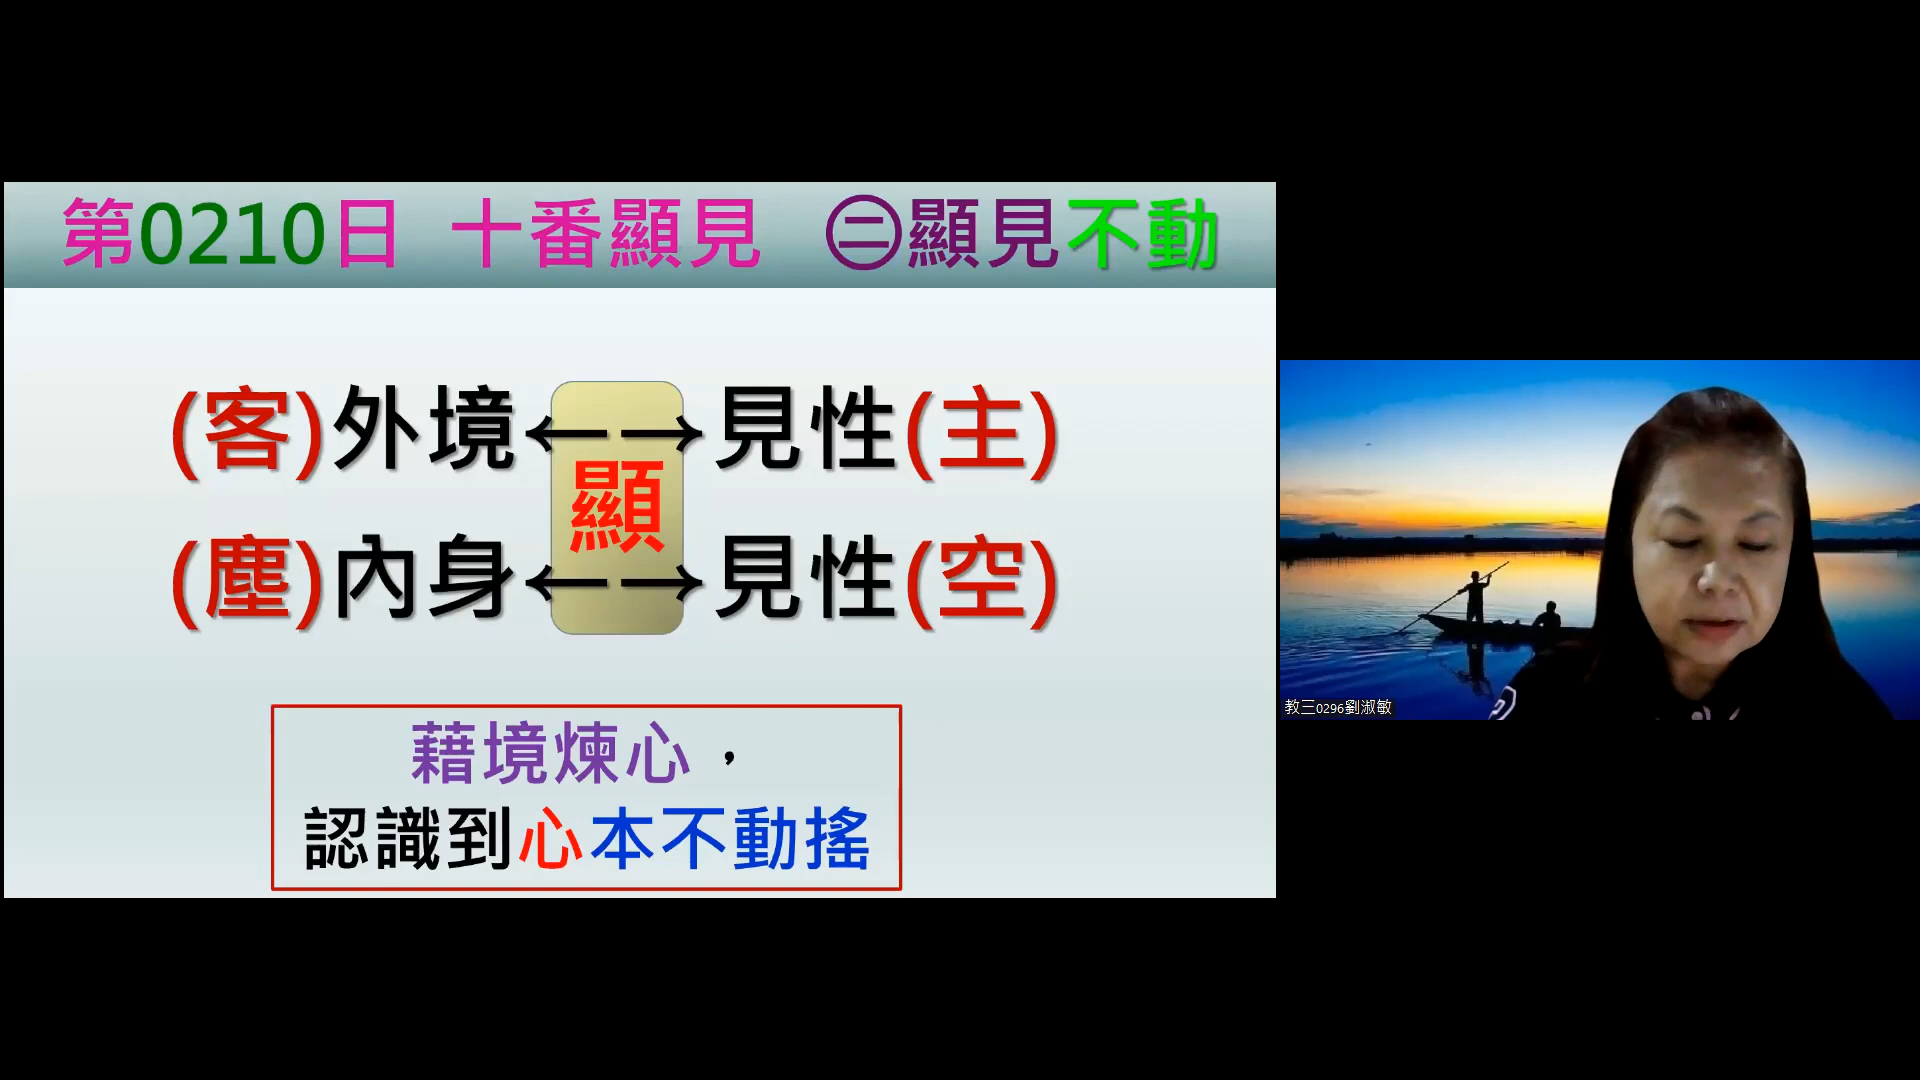 第0210日 十番顯見 ㊁顯見不動
(客)外境←→見性(主)
顯
(塵)內身←→見性(空)
藉境煉心，
認識到心本不動搖
教三0296劉淑敏